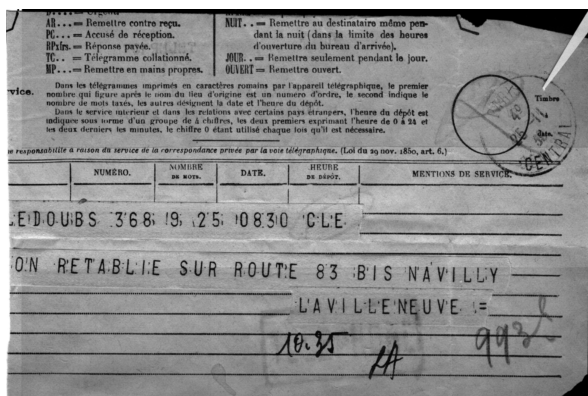 AR... = Remettre contre reçu.
PC... = Accusé de réception.
RPxfrs. = Réponse payée.
TC.. = Télégramme collationné.
MP... = Remettre en mains propres.
NUIT.. = Remettre au destinataire même pen-
dant la nuit (dans la limite des heures
d'ouverture du bureau d'arrivée).
JOUR.. = Remettre seulement pendant le jour.
OUVERT = Remettre ouvert.
Timbre
date.
CENTRAL
Dans les télégrammes imprimés en caractères romains par l'appareil télégraphique, le premier
nombre qui figure après le nom du lieu d'origine est un numéro d'ordre, le second indique le
nombre de mots taxés, les autres désignent la date et l'heure du dépôt.
Dans le service intérieur et dans les relations avec certains pays étrangers, l'heure du dépôt est
indiquée sous forme d'un groupe de 4 chiffres, les deux premiers exprimant l'heure de 0 à 24 et
les deux derniers les minutes, le chiffre 0 étant utilisé chaque fois qu'il est nécessaire.
responsabilité à raison du service de la correspondance privée par la voie télégraphique. (Loi du 29 nov. 1850, art. 6.)
NUMÉRO. NOMBRE DE MOTS. DATE. HEURE DE DÉPÔT. MENTIONS DE SERVICE.
LEDOUBS 368 19 25 0830 CLE
ON RETABLIE SUR ROUTE 83 BIS NAVILLY
LAVILLENEUVE =
10.35
993